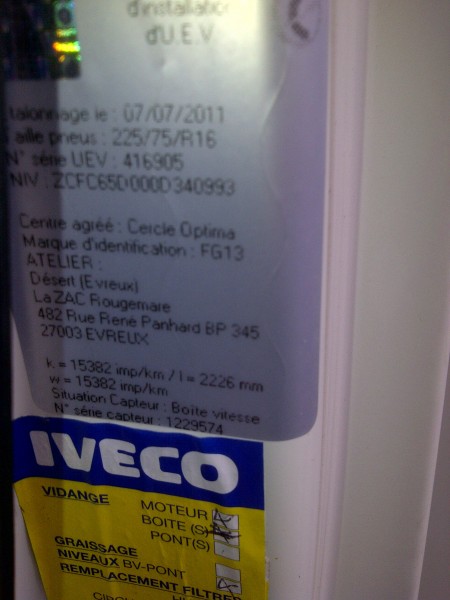 d'installation
d'U.E.V
talonnage le : 07/07/2011
aille pneus : 225/75/R16
N° série UEV : 416905
NIV : ZCFC65D000D340993
Centre agréé : Cercle Optima
Marque d'identification : FG13
ATELIER :
Désert (Evreux)
La ZAC Rougemare
482 Rue René Panhard BP 345
27003 EVREUX
k = 15382 imp/km / l = 2226 mm
w = 15382 imp/km
Situation Capteur : Boîte vitesse
N° série capteur : 1229574
IVECO
VIDANGE
MOTEUR
BOITE (S)
PONT(S)
GRAISSAGE
NIVEAUX BV-PONT
REMPLACEMENT FILTRES